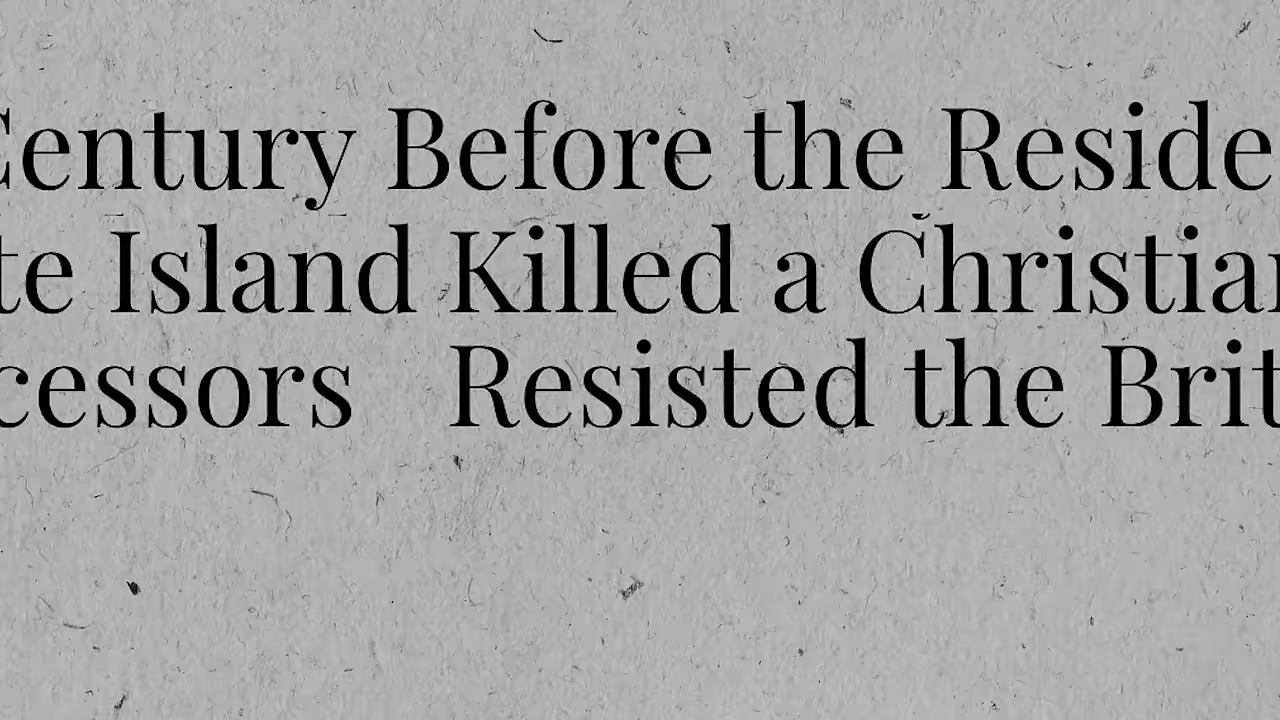 Century Before the Reside
te Island Killed a Christian
cessors Resisted the Brit